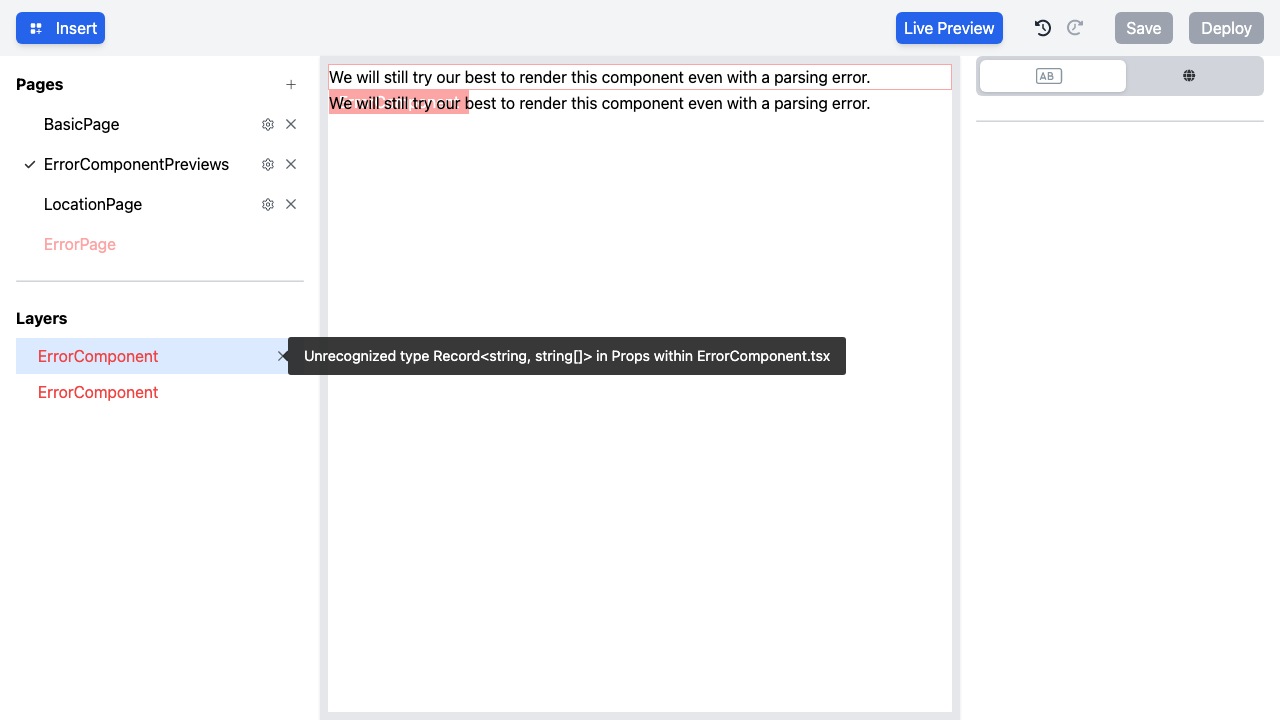 Insert
Live Preview
Save
Deploy
Pages
BasicPage
ErrorComponentPreviews
LocationPage
ErrorPage
Layers
ErrorComponent
ErrorComponent
We will still try our best to render this component even with a parsing error.
ErrorComponent
We will still try our best to render this component even with a parsing error.
Unrecognized type Record<string, string[]> in Props within ErrorComponent.tsx
AB